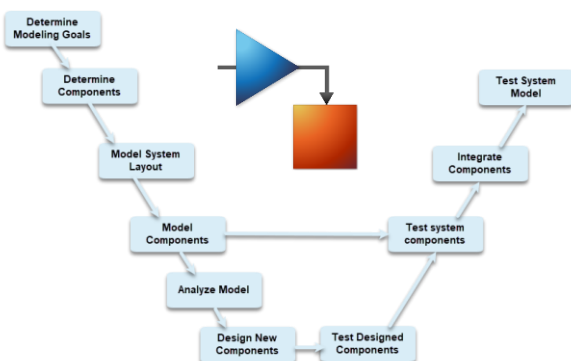 Determine
Modeling Goals
Determine
Components
Test System
Model
Model System
Layout
Integrate
Components
Model
Components
Test system
components
Analyze Model
Design New
Components
Test Designed
Components